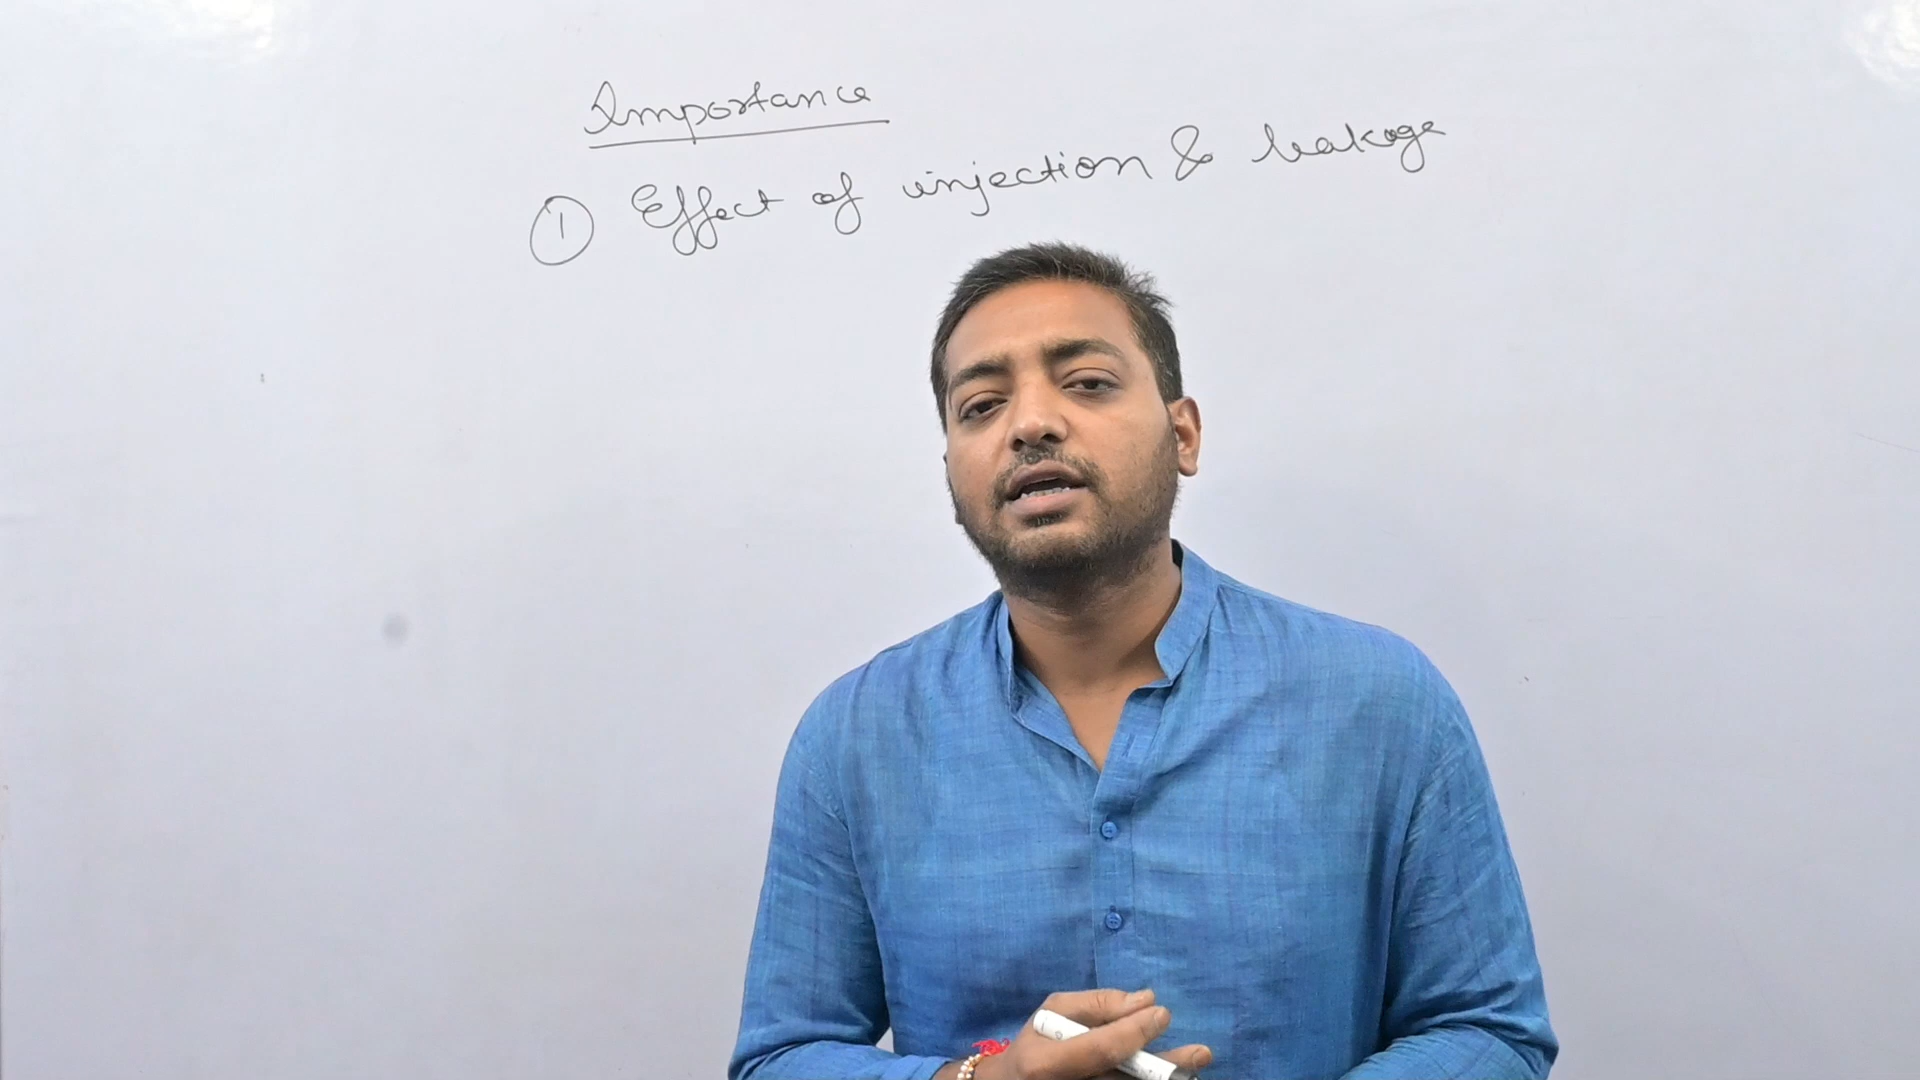 Importance
① Effect of injection & leakage